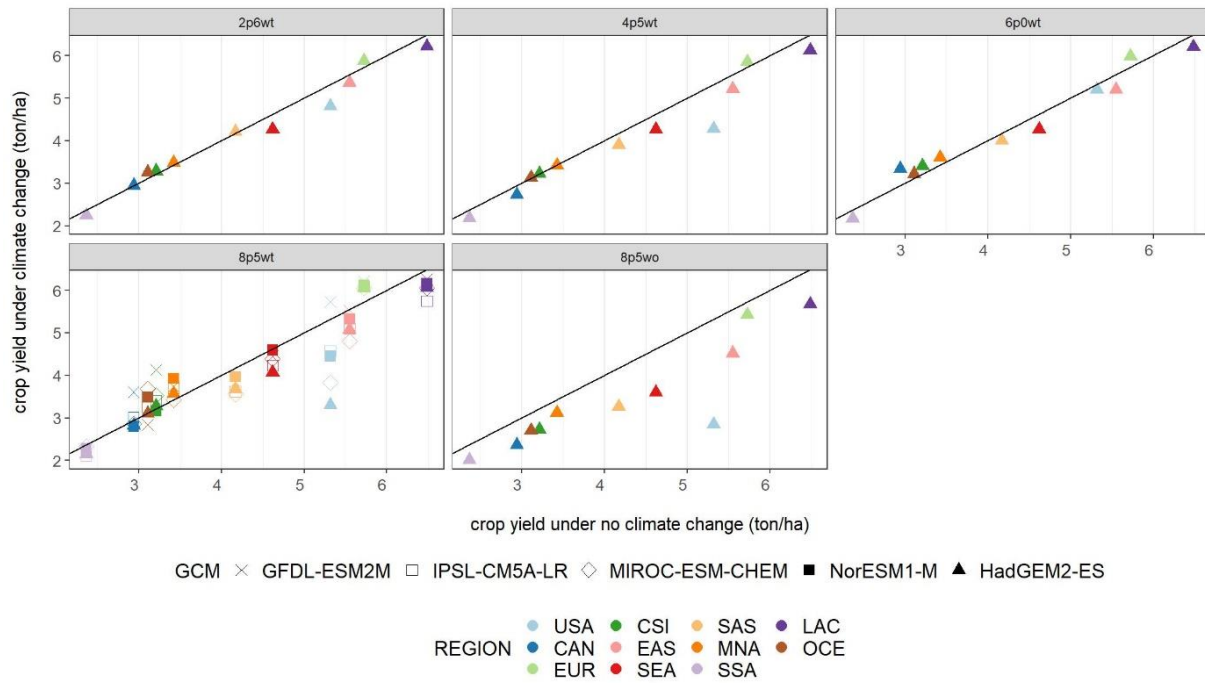 2p6wt
4p5wt
6p0wt
6
5
4
3
2
3
4
5
6
8p5wt
8p5wo
6
5
4
3
2
3
4
5
6
3
4
5
6
crop yield under climate change (ton/ha)
crop yield under no climate change (ton/ha)
GCM GFDL-ESM2M IPSL-CM5A-LR MIROC-ESM-CHEM NorESM1-M HadGEM2-ES
USA CSI SAS LAC
REGION CAN EAS MNA OCE
EUR SEA SSA